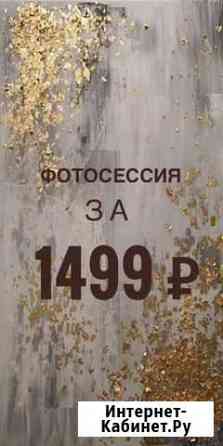 ФОТОСЕССИЯ
ЗА
1499 ₽
Интернет-
Кабинет.Ру